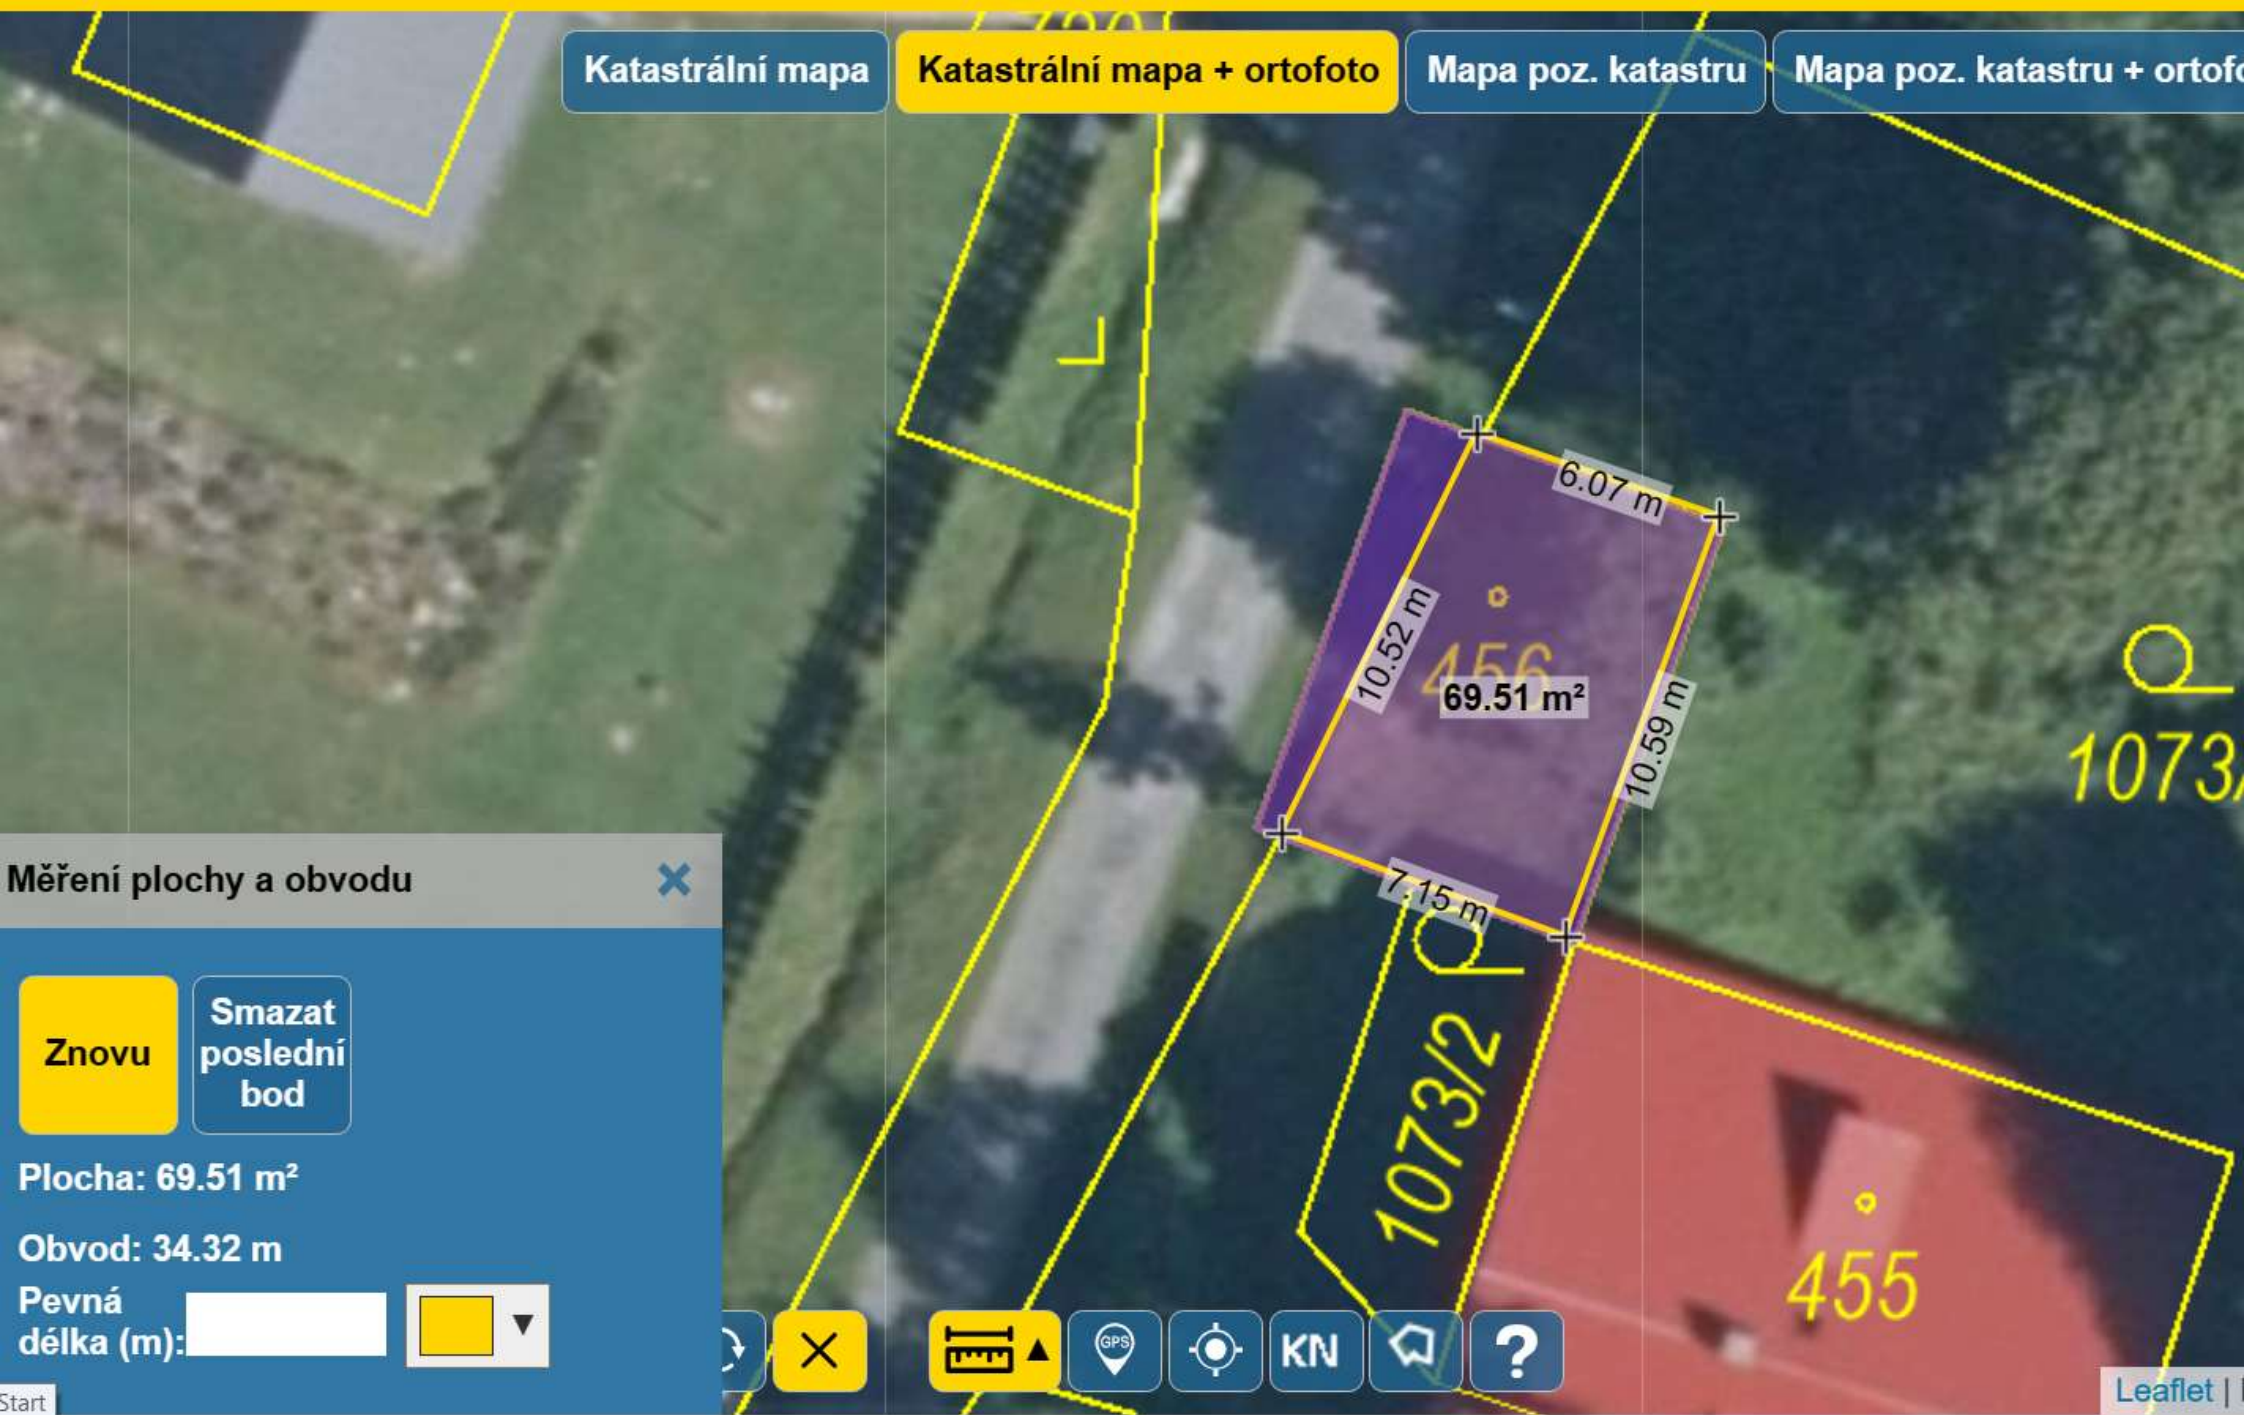 Katastrální mapa
Katastrální mapa + ortofoto
Mapa poz. katastru
Mapa poz. katastru + ortofo
6.07 m
10.52 m
456
69.51 m²
10.59 m
7.15 m
1073/
1073/2
455
Měření plochy a obvodu
Znovu
Smazat
poslední
bod
Plocha: 69.51 m²
Obvod: 34.32 m
Pevná
délka (m):
GPS
KN
?
Start
Leaflet |